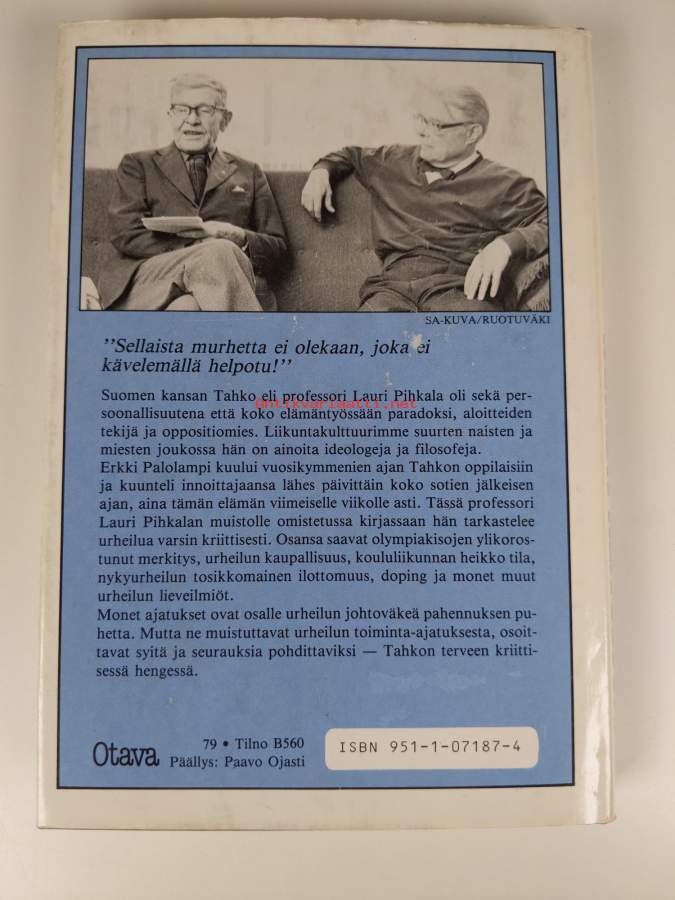 SA-KUVA/RUOTUVÄKI
"Sellaista murhetta ei olekaan, joka ei
kävelemällä helpotu!"
Suomen kansan Tahko eli professori Lauri Pihkala oli sekä per-
soonallisuutena että koko elämäntyössään paradoksi, aloitteiden
antikvariaatti.net
tekijä ja oppositiomies. Liikuntakulttuurimme suurten naisten ja
miesten joukossa hän on ainoita ideologeja ja filosofeja.
Erkki Palolampi kuului vuosikymmenien ajan Tahkon oppilaisiin
ja kuunteli innoittajaansa lähes päivittäin koko sotien jälkeisen
ajan, aina tämän elämän viimeiselle viikolle asti. Tässä professori
Lauri Pihkalan muistolle omistetussa kirjassaan hän tarkastelee
urheilua varsin kriittisesti. Osansa saavat olympiakisojen ylikoros-
tunut merkitys, urheilun kaupallisuus, koululiikunnan heikko tila,
nykyurheilun tosikkomainen ilottomuus, doping ja monet muut
urheilun lieveilmiöt.
Monet ajatukset ovat osalle urheilun johtoväkeä pahennuksen pu-
hetta. Mutta ne muistuttavat urheilun toiminta-ajatuksesta, osoit-
tavat syitä ja seurauksia pohdittaviksi — Tahkon terveen kriitti-
sessä hengessä.
Otava
79 • Tilno B560
Päällys: Paavo Ojasti
ISBN 951-1-07187-4